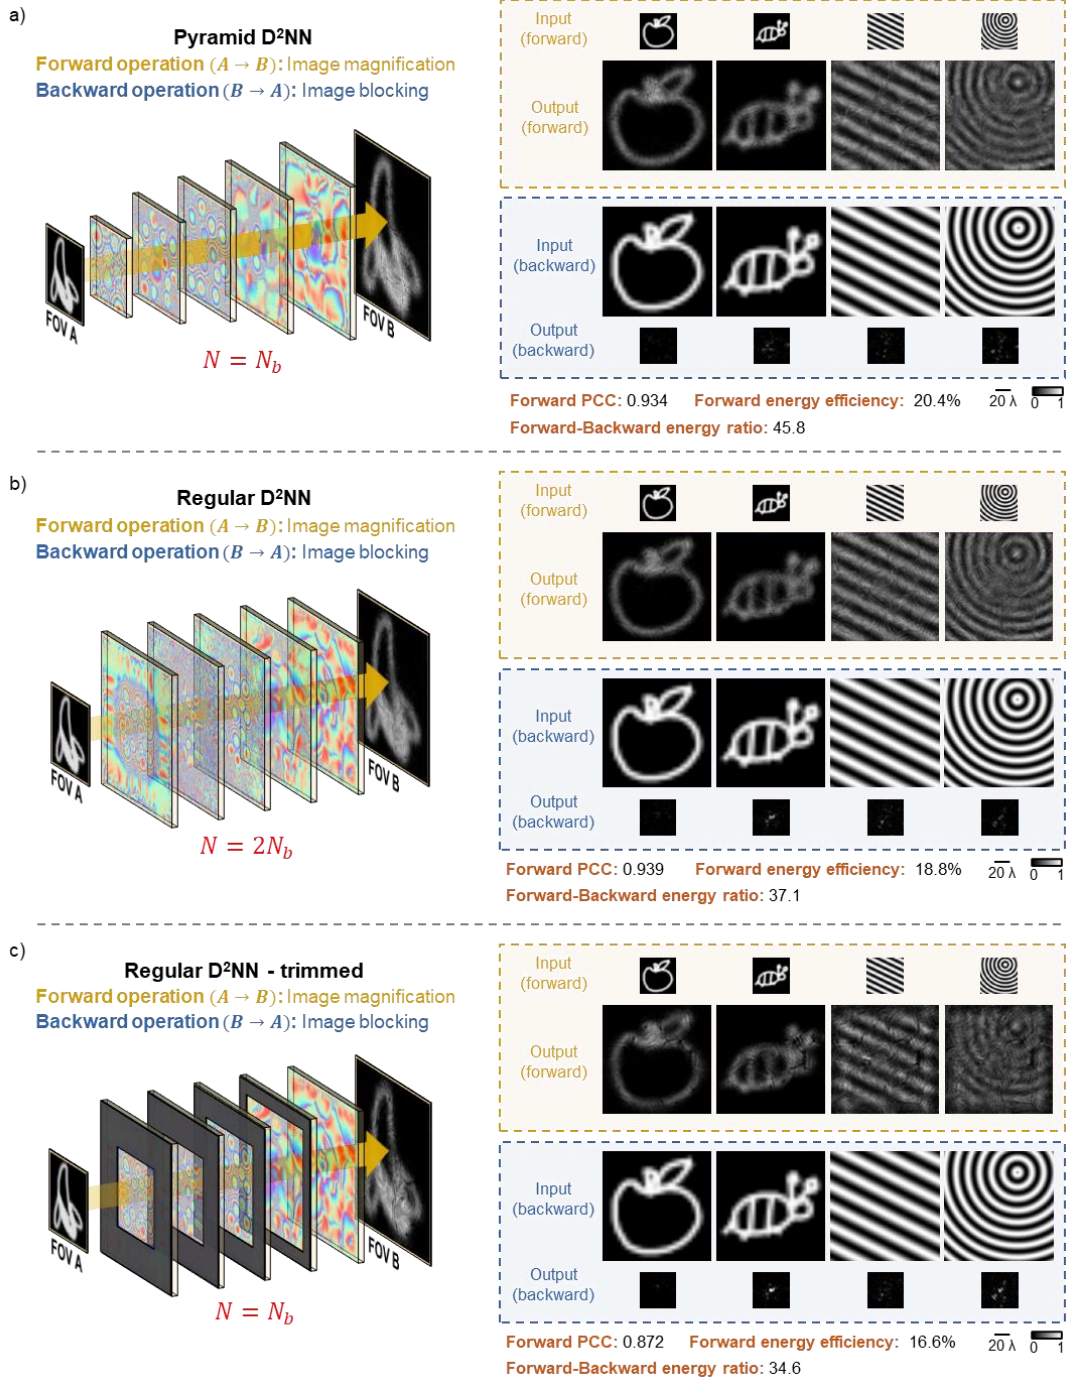 a)
Pyramid D²NN
Forward operation (A → B): Image magnification
Backward operation (B → A): Image blocking
FOV A
FOV B
N = N_b
Input
(forward)
Output
(forward)
Input
(backward)
Output
(backward)
Forward PCC: 0.934 Forward energy efficiency: 20.4% 20 λ 0 1
Forward-Backward energy ratio: 45.8
b)
Regular D²NN
Forward operation (A → B): Image magnification
Backward operation (B → A): Image blocking
FOV A
FOV B
N = 2N_b
Input
(forward)
Output
(forward)
Input
(backward)
Output
(backward)
Forward PCC: 0.939 Forward energy efficiency: 18.8% 20 λ 0 1
Forward-Backward energy ratio: 37.1
c)
Regular D²NN - trimmed
Forward operation (A → B): Image magnification
Backward operation (B → A): Image blocking
FOV A
FOV B
N = N_b
Input
(forward)
Output
(forward)
Input
(backward)
Output
(backward)
Forward PCC: 0.872 Forward energy efficiency: 16.6% 20 λ 0 1
Forward-Backward energy ratio: 34.6